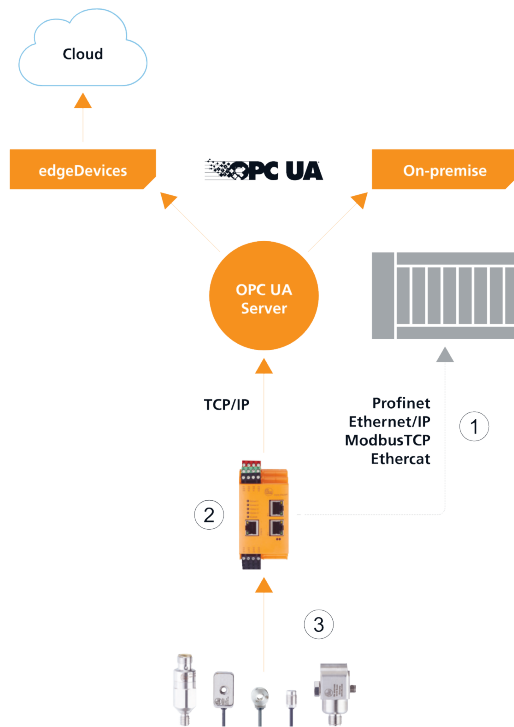 Cloud
edgeDevices
OPC UA
On-premise
OPC UA
Server
TCP/IP
Profinet
Ethernet/IP
ModbusTCP
Ethercat
1
2
3